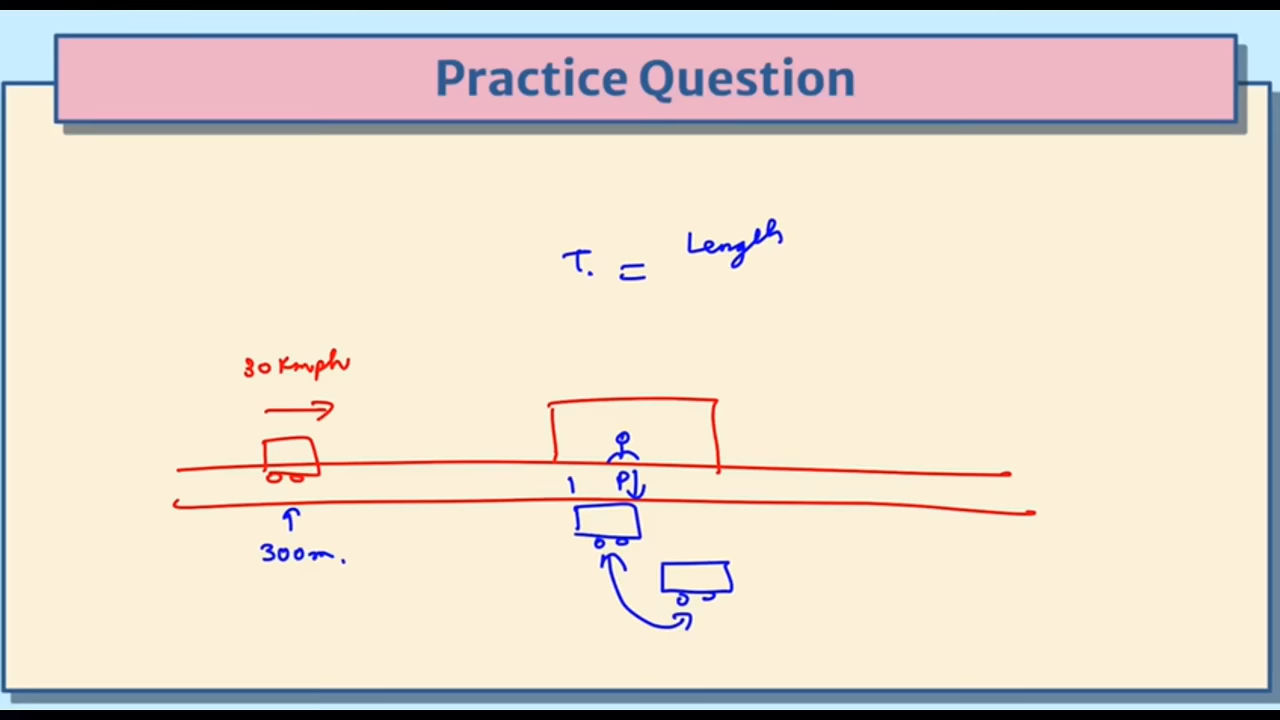 Practice Question
T. = Length
30 Kmph
1 P
300m.